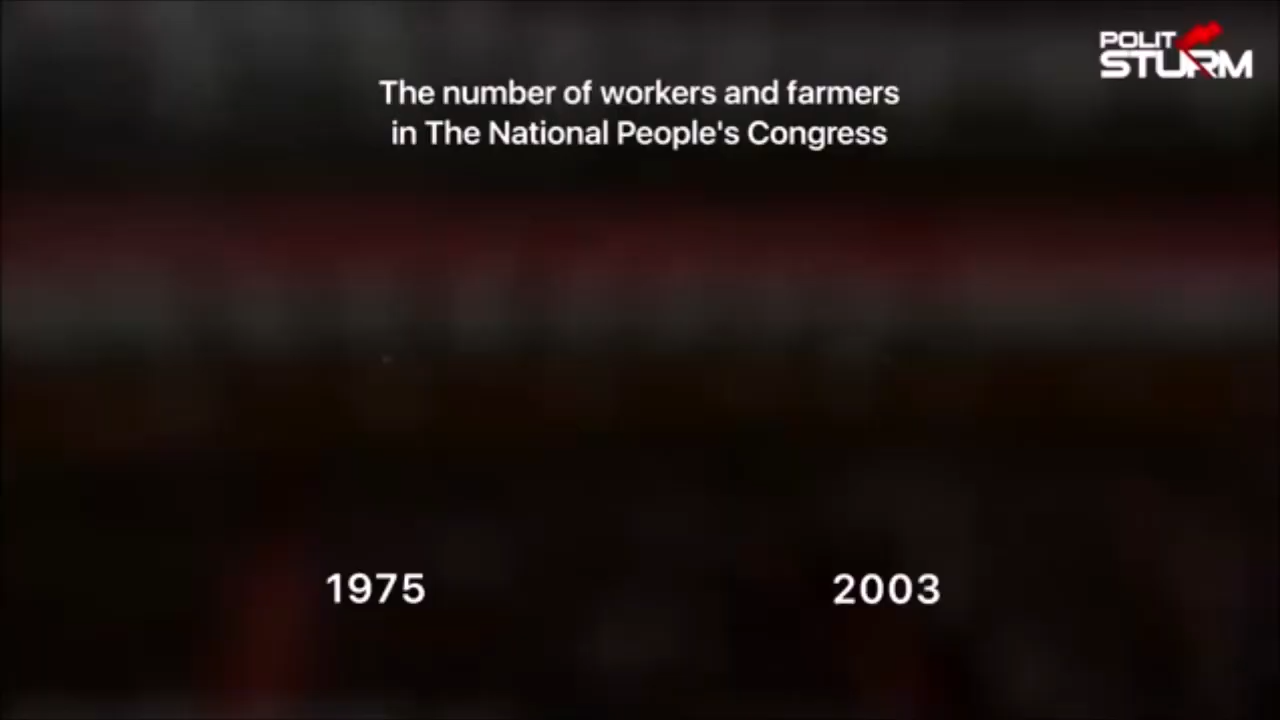 POLIT
STURM
The number of workers and farmers
in The National People's Congress
1975
2003